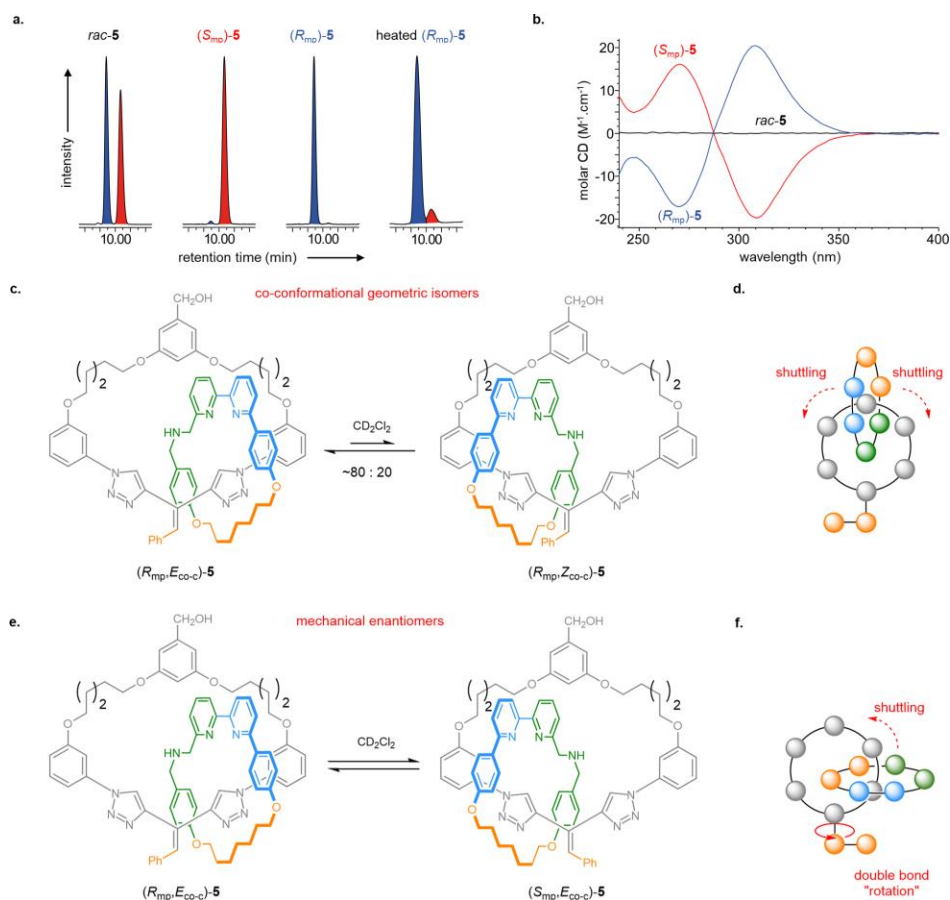 a.
rac-5
(Smp)-5
(Rmp)-5
heated (Rmp)-5
intensity
10.00
10.00
10.00
10.00
retention time (min)
b.
20
10
0
-10
-20
molar CD (M-1.cm-1)
(Smp)-5
rac-5
(Rmp)-5
250
300
350
400
wavelength (nm)
c.
co-conformational geometric isomers
CH2OH
O
O
( )2
( )2
O
O
N
N
HN
N
N
N
N
N
N
O
O
Ph
(Rmp,Eco-c)-5
CD2Cl2
~80 : 20
CH2OH
O
O
( )2
( )2
O
O
N
N
NH
N
N
N
N
N
N
O
O
Ph
(Rmp,Zco-c)-5
d.
shuttling
shuttling
e.
mechanical enantiomers
CH2OH
O
O
( )2
( )2
O
O
N
N
HN
N
N
N
N
N
N
O
O
Ph
(Rmp,Eco-c)-5
CD2Cl2
CH2OH
O
O
( )2
( )2
O
O
N
N
NH
N
N
N
N
N
N
O
O
Ph
(Smp,Eco-c)-5
f.
shuttling
double bond
"rotation"